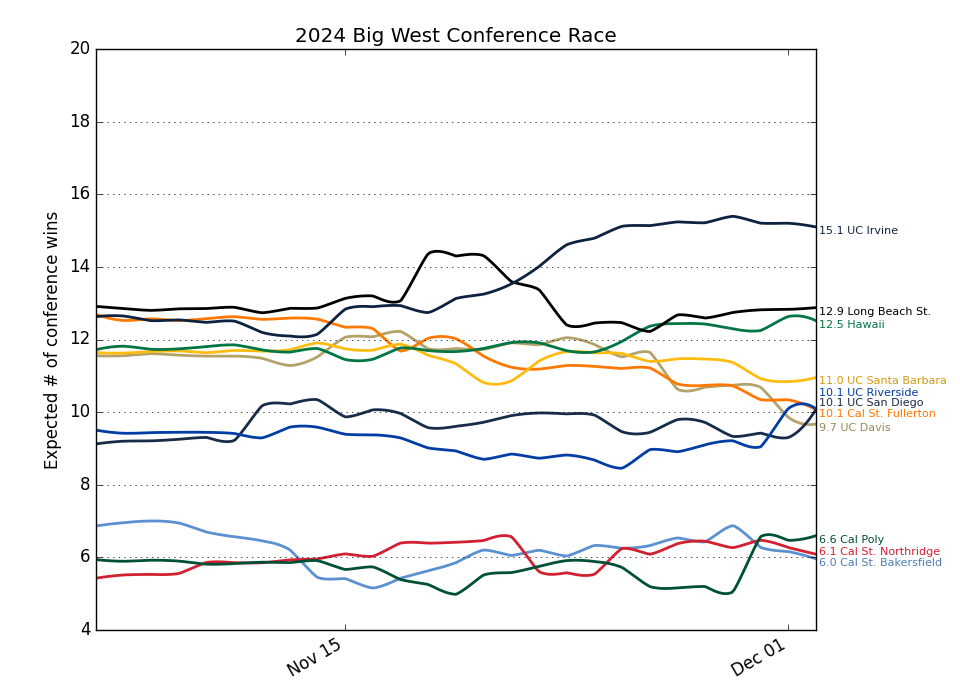 2024 Big West Conference Race
Expected # of conference wins
20
18
16
14
12
10
8
6
4
Nov 15
Dec 01
15.1 UC Irvine
12.9 Long Beach St.
12.5 Hawaii
11.0 UC Santa Barbara
10.1 UC Riverside
10.1 UC San Diego
10.1 Cal St. Fullerton
9.7 UC Davis
6.6 Cal Poly
6.1 Cal St. Northridge
6.0 Cal St. Bakersfield